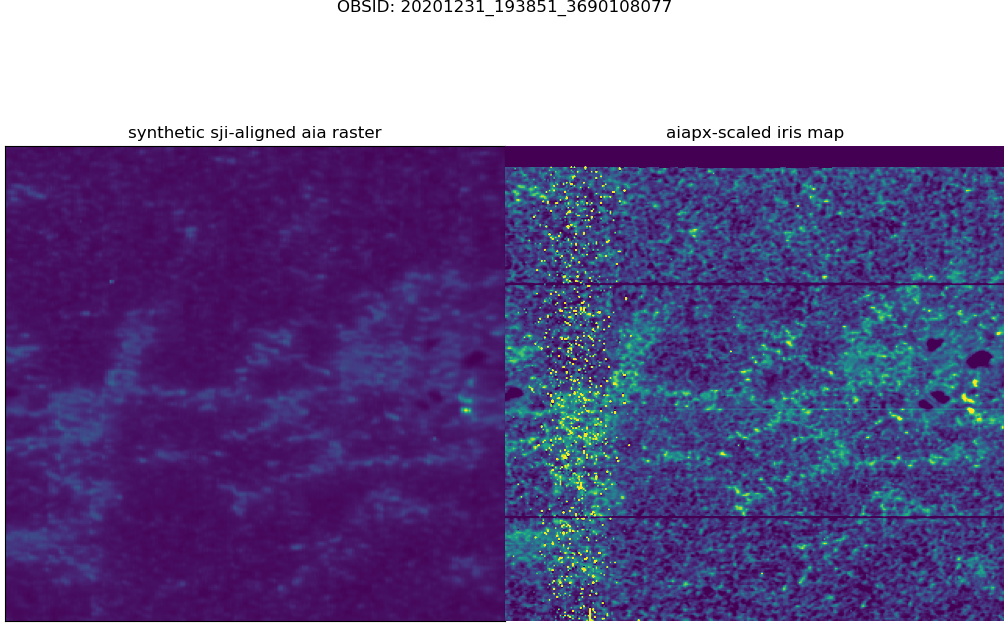 OBSID: 20201231_193851_3690108077
synthetic sji-aligned aia raster
aiapx-scaled iris map